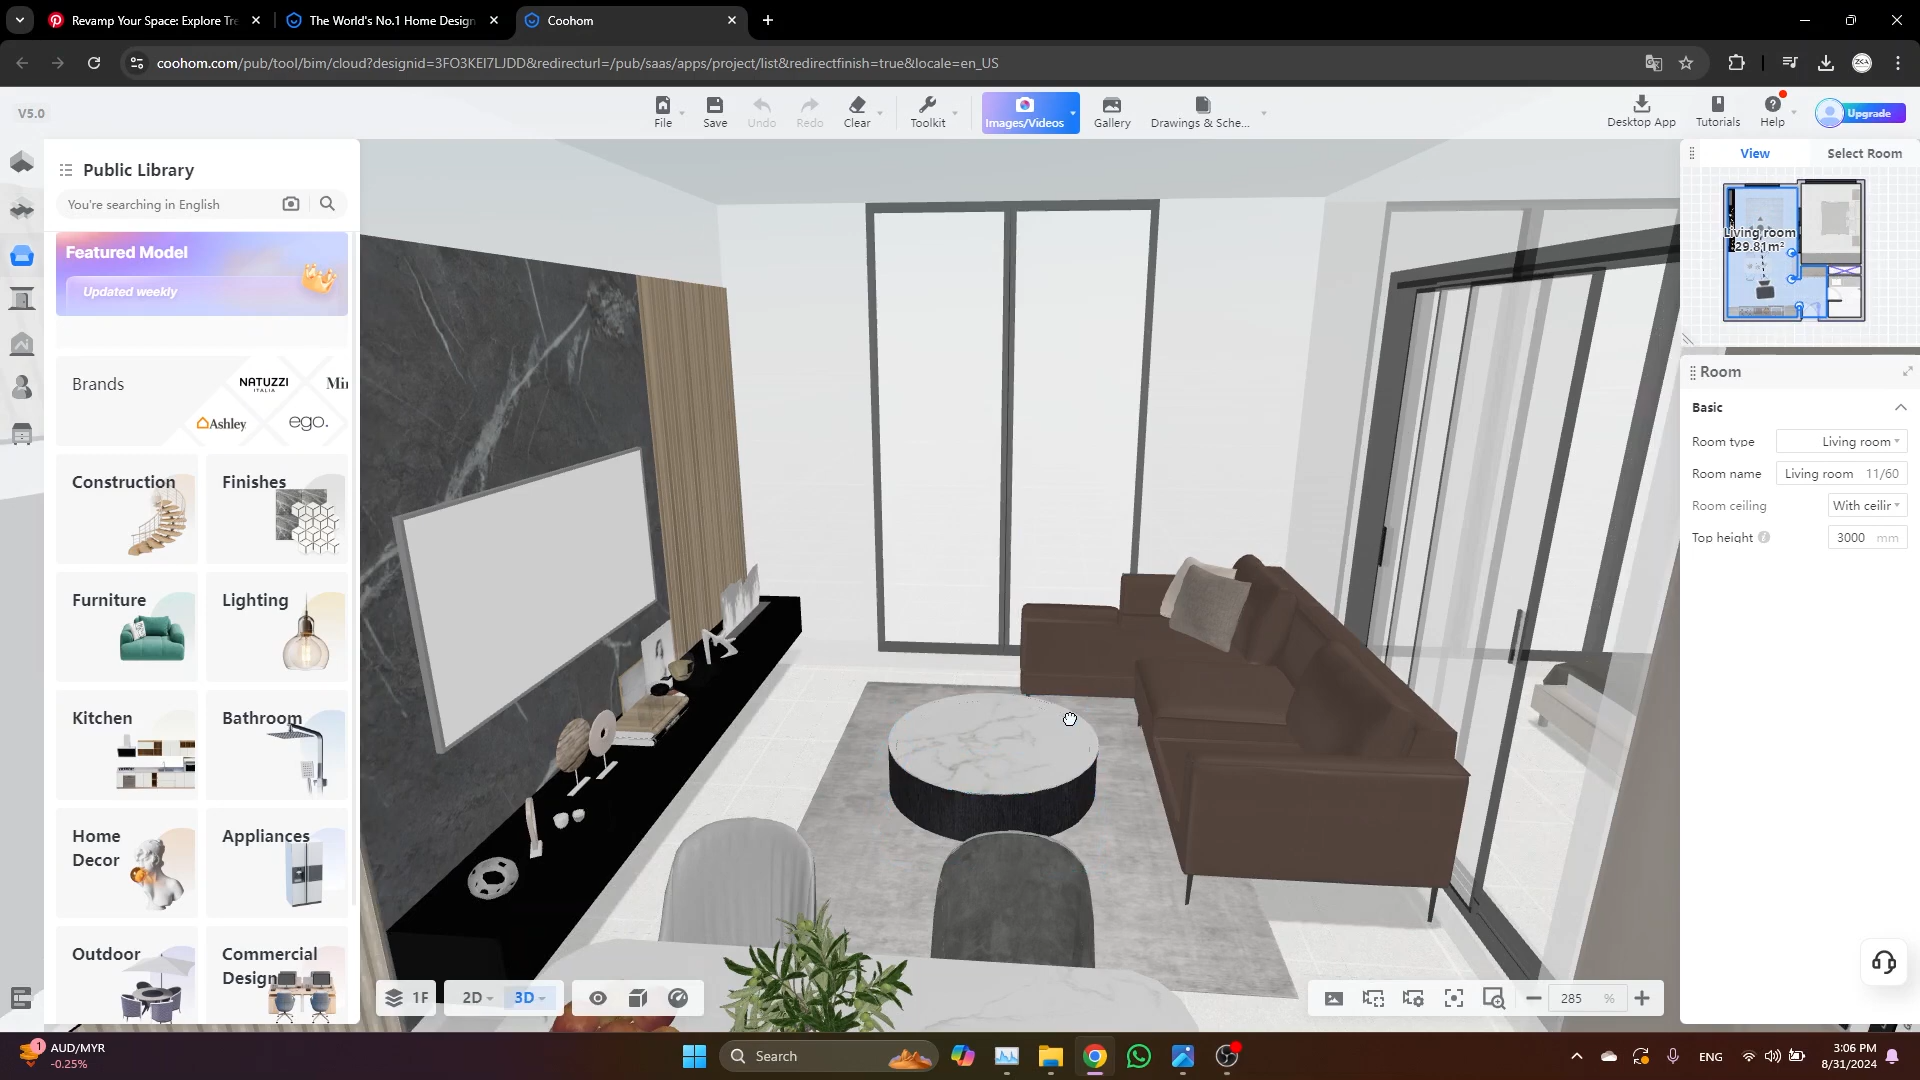 Revamp Your Space: Explore Tre
The World's No.1 Home Design
Coohom
coohom.com/pub/tool/bim/cloud?designid=3FO3KEI7LJDD&redirecturl=/pub/saas/apps/project/list&redirectfinish=true&locale=en_US
V5.0
File
Save
Undo
Redo
Clear
Toolkit
Images/Videos
Gallery
Drawings & Sche...
Desktop App
Tutorials
Help
Upgrade
Public Library
You're searching in English
Featured Model
Updated weekly
Brands
NATUZZI
ITALIA
Min
Ashley
ego.
Construction
Finishes
Furniture
Lighting
Kitchen
Bathroom
Home
Decor
Appliances
Outdoor
Commercial
Design
View
Select Room
Living room
29.81m²
Room
Basic
Room type
Living room
Room name
Living room 11/60
Room ceiling
With ceilir
Top height
3000 mm
1F
2D
3D
285 %
1
AUD/MYR
-0.25%
Search
ENG
3:06 PM
8/31/2024